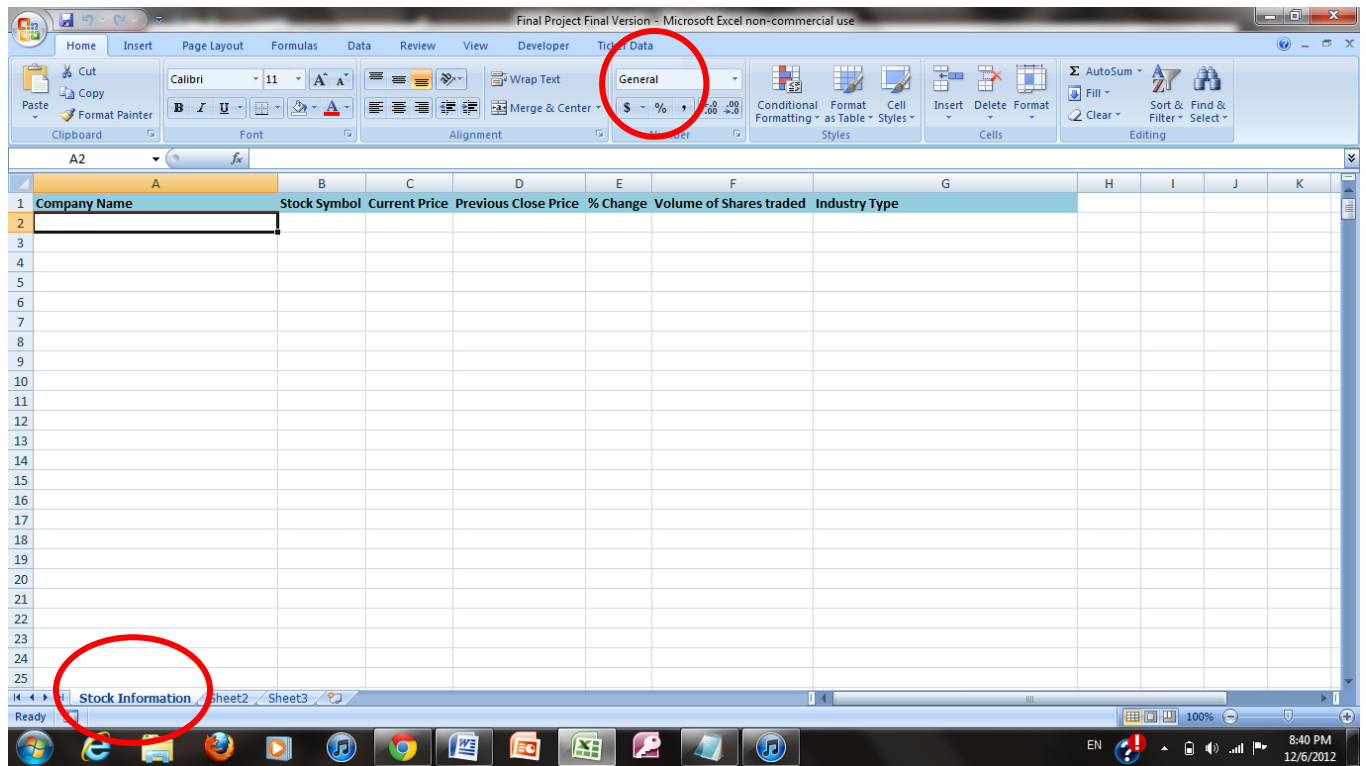 Final Project Final Version - Microsoft Excel non-commercial use
Home Insert Page Layout Formulas Data Review View Developer Ticker Data
Cut
Copy
Format Painter
Paste
Clipboard
Calibri 11 A A
B I U A
Font
Wrap Text
Merge & Center
Alignment
General
$ % , .0 .00 .00 .0
Number
Conditional Formatting
Format as Table
Cell Styles
Styles
Insert Delete Format
Cells
Σ AutoSum
Fill
Clear
Sort & Filter
Find & Select
Editing
A2 fx
A B C D E F G H I J K
1 Company Name Stock Symbol Current Price Previous Close Price % Change Volume of Shares traded Industry Type
2
3
4
5
6
7
8
9
10
11
12
13
14
15
16
17
18
19
20
21
22
23
24
25
Stock Information Sheet2 Sheet3
Ready 100%
EN 8:40 PM
12/6/2012